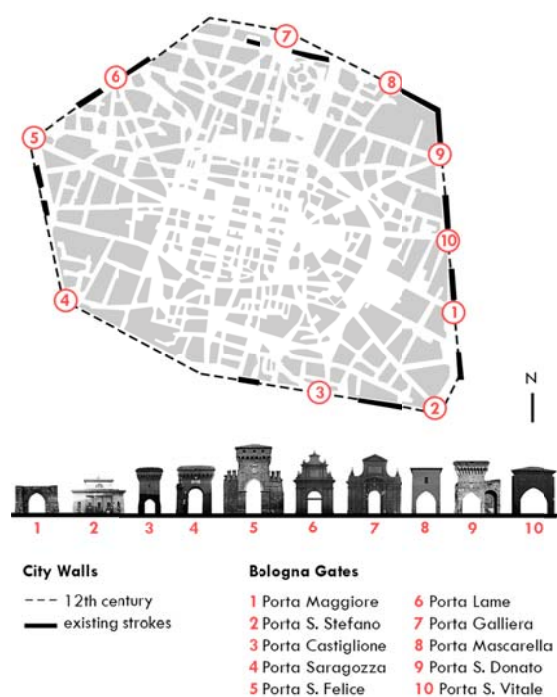 7
8
6
5
9
10
4
1
3
2
N
1 2 3 4 5 6 7 8 9 10
City Walls
12th century
existing strokes
Bologna Gates
1 Porta Maggiore
2 Porta S. Stefano
3 Porta Castiglione
4 Porta Saragozza
5 Porta S. Felice
6 Porta Lame
7 Porta Galliera
8 Porta Mascarella
9 Porta S. Donato
10 Porta S. Vitale